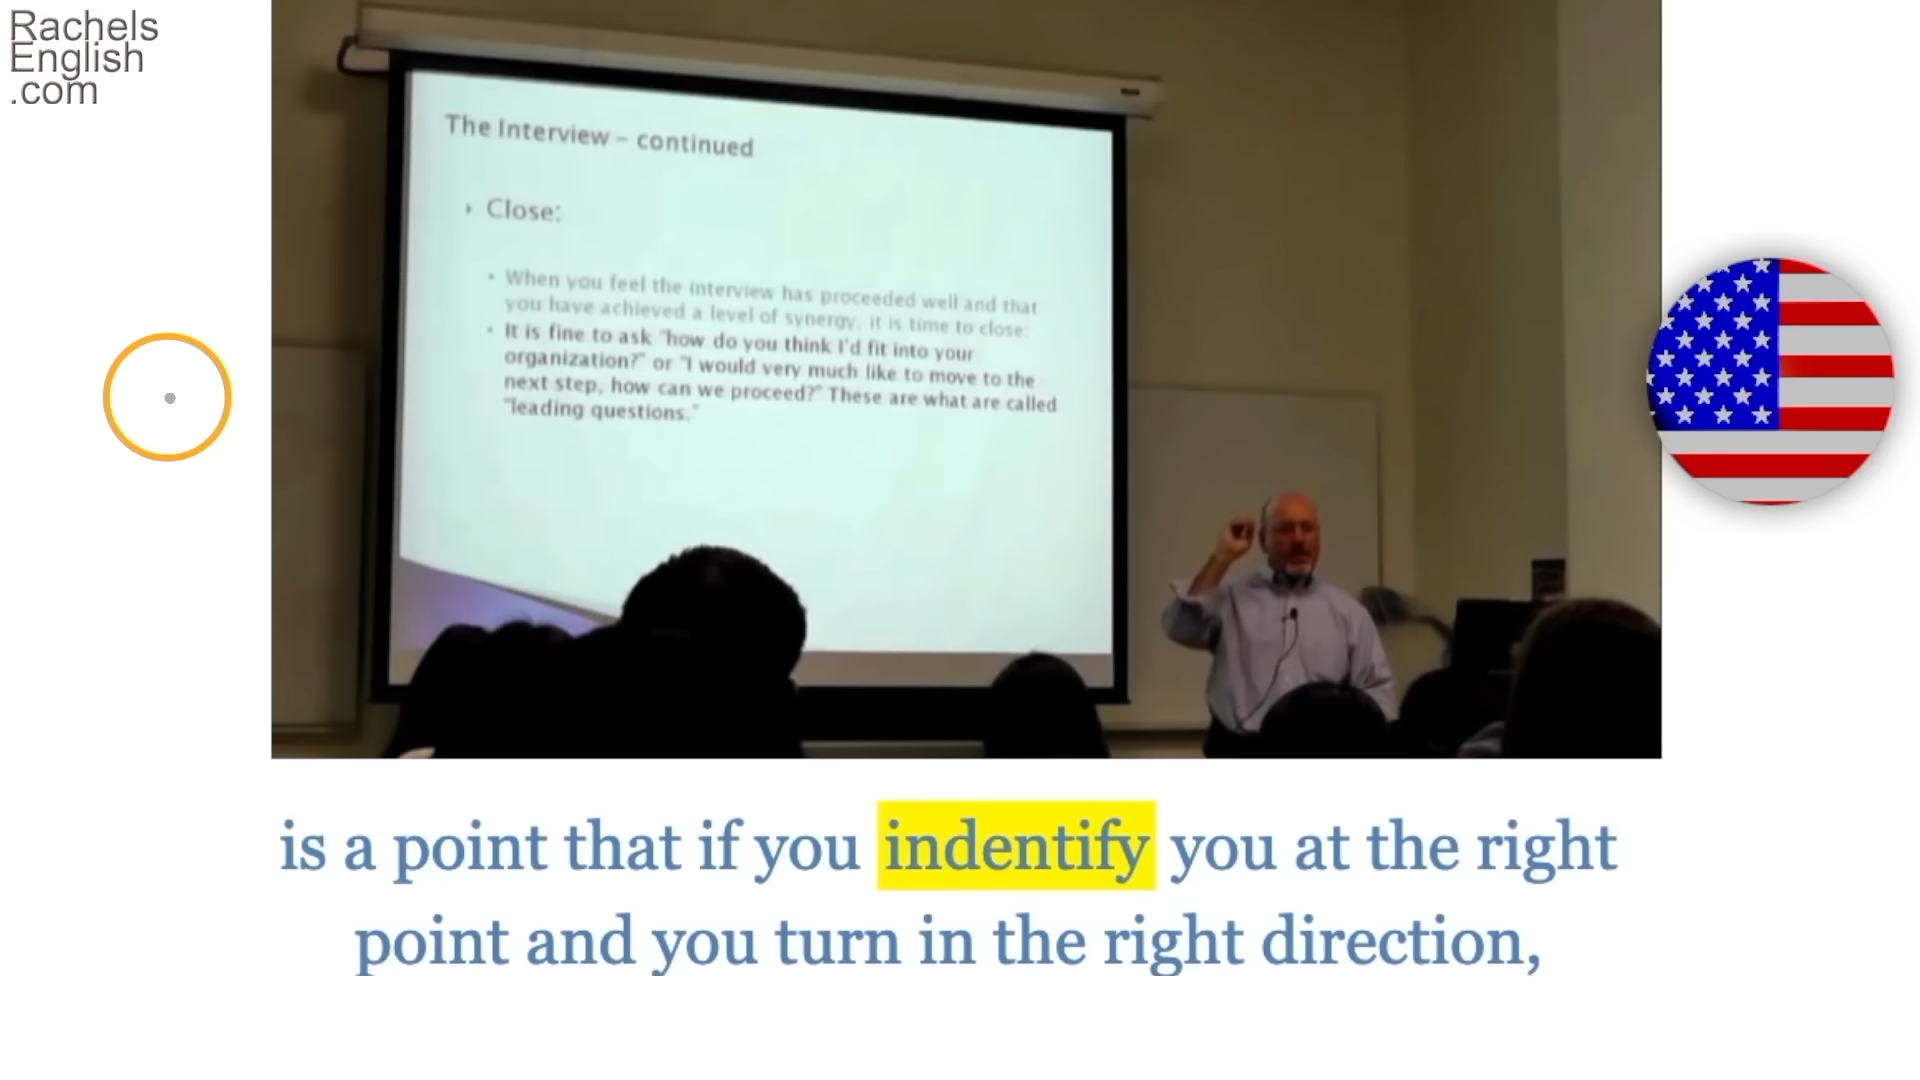 Rachels
English
.com
The Interview – continued
Close:
When you feel the interview has proceeded well and that
you have achieved a level of synergy, it is time to close:
It is fine to ask "how do you think I'd fit into your
organization?" or "I would very much like to move to the
next step, how can we proceed?" These are what are called
"leading questions."
is a point that if you indentify you at the right
point and you turn in the right direction,